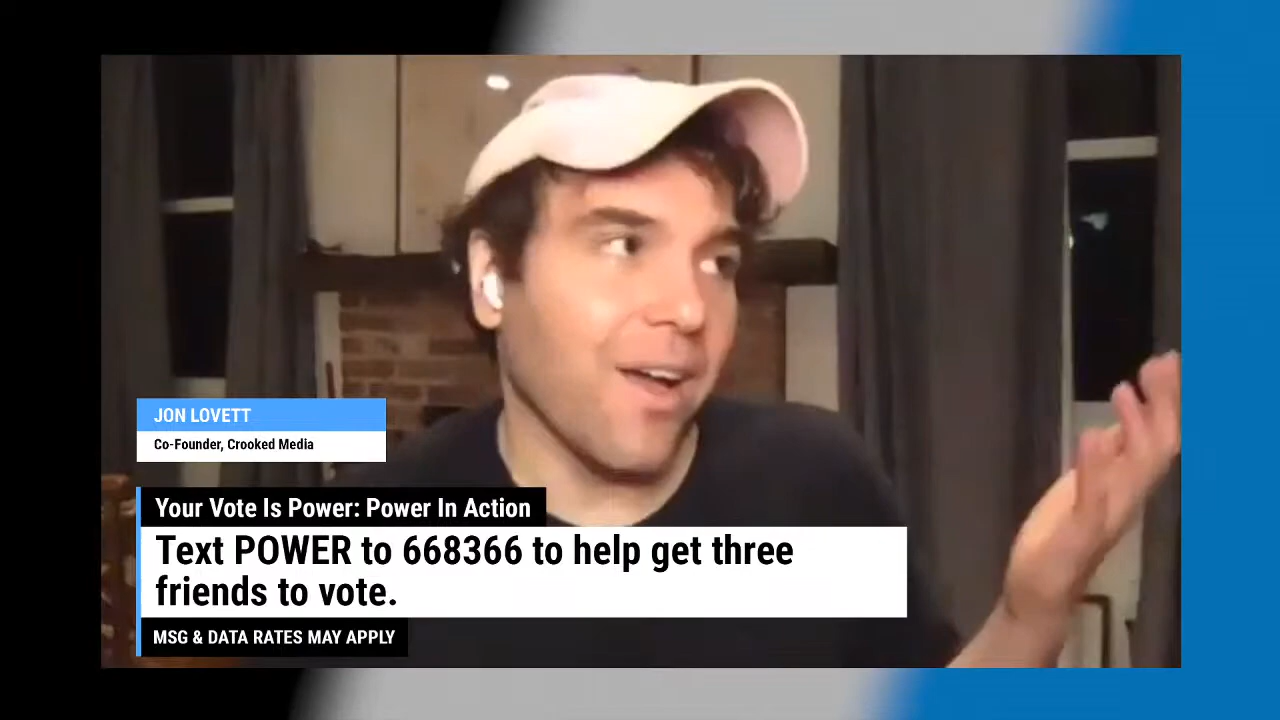 JON LOVETT
Co-Founder, Crooked Media
Your Vote Is Power: Power In Action
Text POWER to 668366 to help get three
friends to vote.
MSG & DATA RATES MAY APPLY